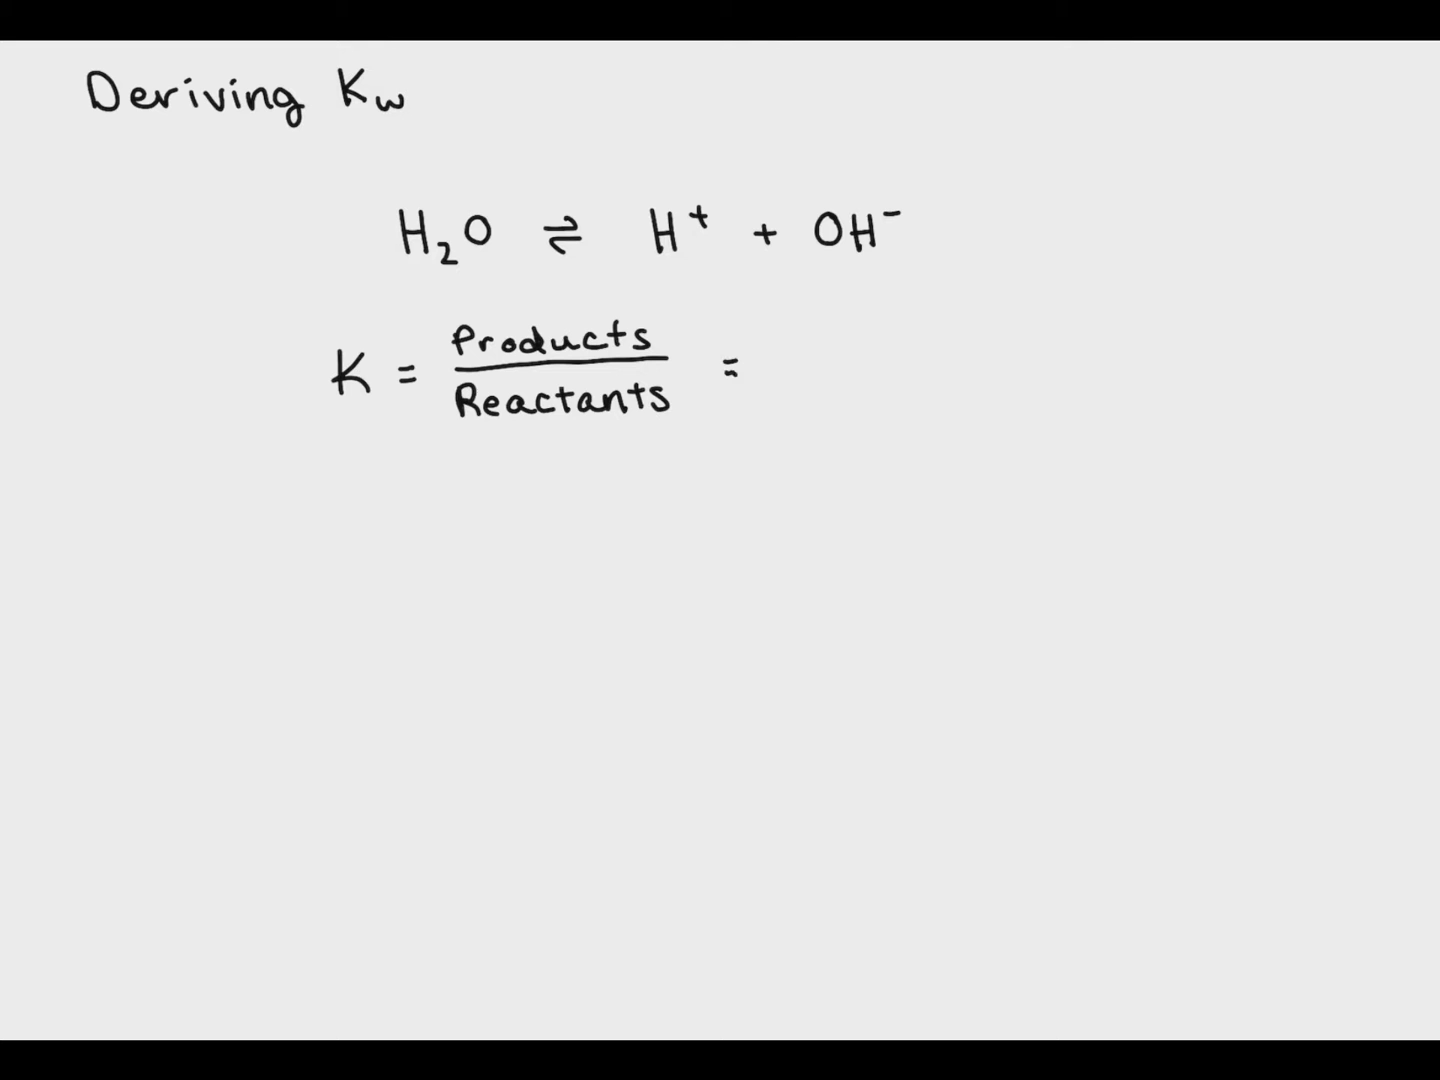 Deriving Kw
H₂O ⇌ H⁺ + OH⁻
K = Products / Reactants =